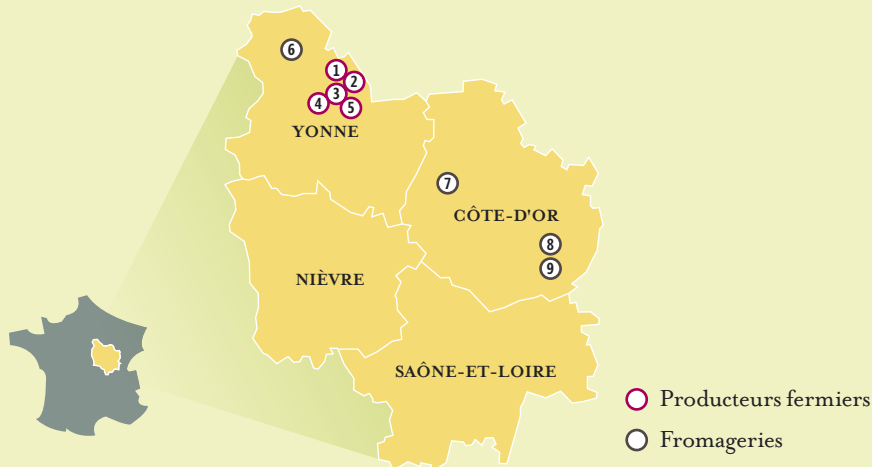 6
1
2
3
4
5
YONNE
7
CÔTE-D'OR
8
9
NIÈVRE
SAÔNE-ET-LOIRE
Producteurs fermiers
Fromageries